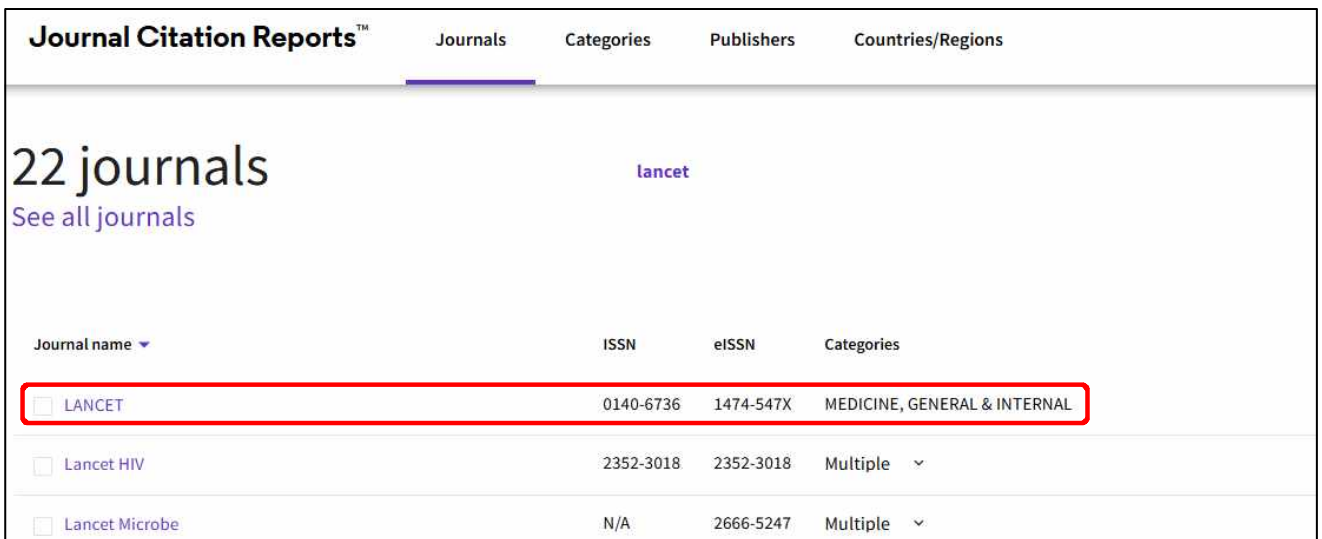 Journal Citation Reports™ Journals Categories Publishers Countries/Regions
22 journals lancet
See all journals
Journal name ISSN eISSN Categories
LANCET 0140-6736 1474-547X MEDICINE, GENERAL & INTERNAL
Lancet HIV 2352-3018 2352-3018 Multiple
Lancet Microbe N/A 2666-5247 Multiple